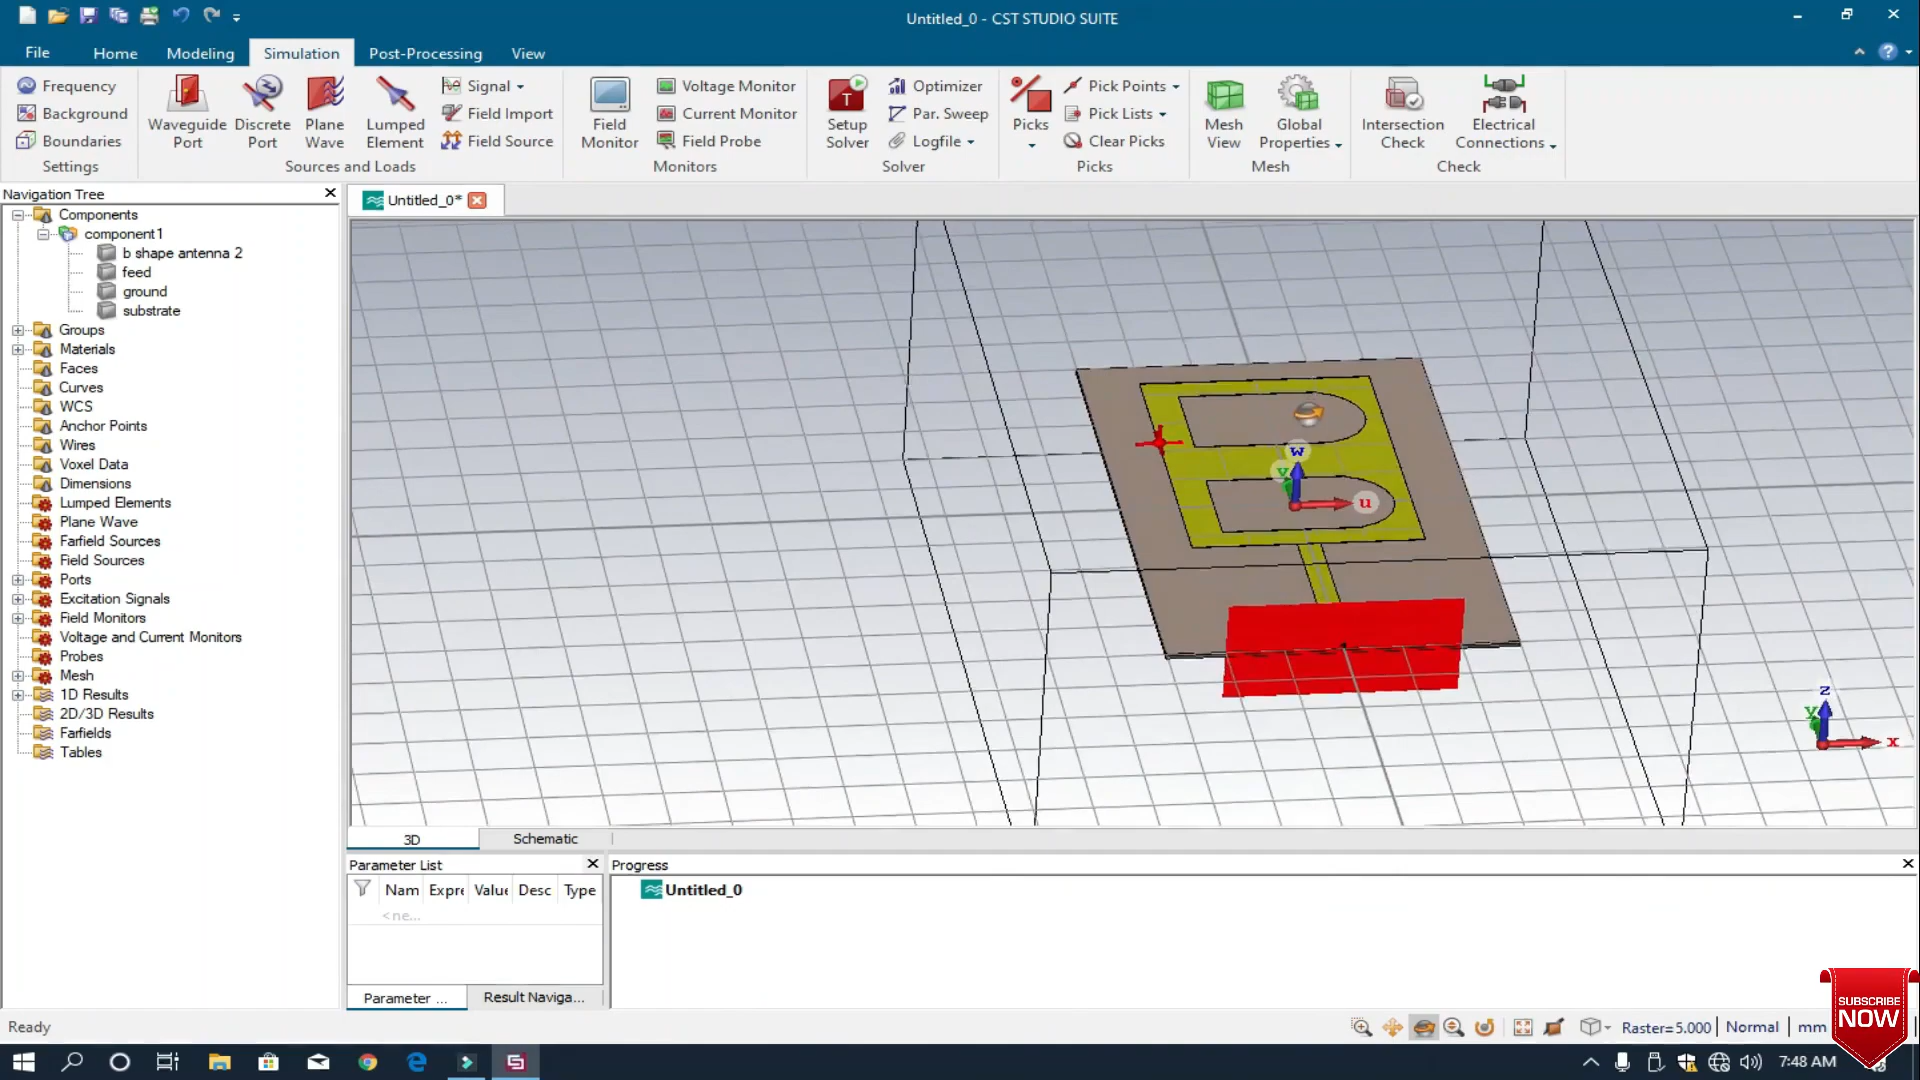 Untitled_0 - CST STUDIO SUITE
File
Home
Modeling
Simulation
Post-Processing
View
Frequency
Background
Boundaries
Settings
Waveguide
Port
Discrete
Port
Plane
Wave
Lumped
Element
Signal
Field Import
Field Source
Sources and Loads
Field
Monitor
Voltage Monitor
Current Monitor
Field Probe
Monitors
Setup
Solver
Optimizer
Par. Sweep
Logfile
Solver
Picks
Pick Points
Pick Lists
Clear Picks
Picks
Mesh
View
Global
Properties
Mesh
Intersection
Check
Electrical
Connections
Check
Navigation Tree
Untitled_0*
Components
component1
b shape antenna 2
feed
ground
substrate
Groups
Materials
Faces
Curves
WCS
Anchor Points
Wires
Voxel Data
Dimensions
Lumped Elements
Plane Wave
Farfield Sources
Field Sources
Ports
Excitation Signals
Field Monitors
Voltage and Current Monitors
Probes
Mesh
1D Results
2D/3D Results
Farfields
Tables
w
v
u
z
y
x
3D
Schematic
Parameter List
Nam
Expre
Value
Desc
Type
<ne...
Parameter ...
Result Naviga...
Progress
Untitled_0
Ready
Raster=5.000
Normal
mm
SUBSCRIBE
NOW
7:48 AM